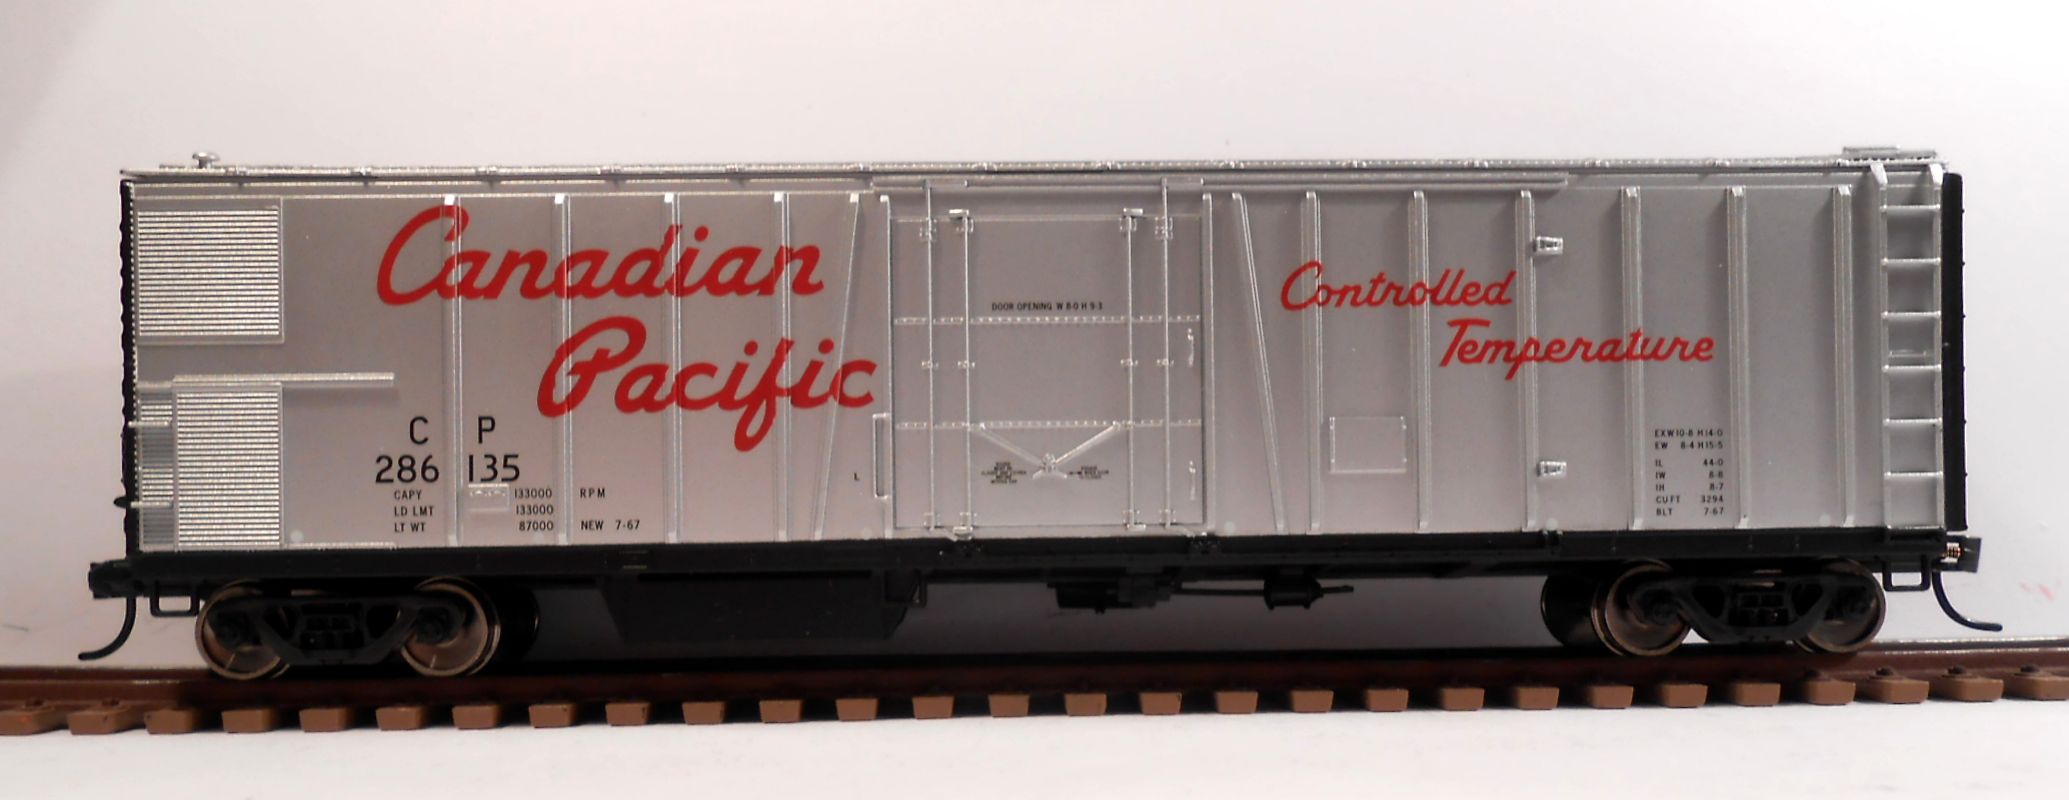 Canadian
Pacific
C P
286 135
CAPY 133000 RPM
LD LMT 133000
LT WT 87000 NEW 7-67
L
DOOR OPENING W 8-0 H 9-3
Controlled
Temperature
EXW 10-8 H 14-0
EW 8-4 H 15-5
IL 44-0
IW 8-8
IH 8-7
CU FT 3294
BLT 7-67